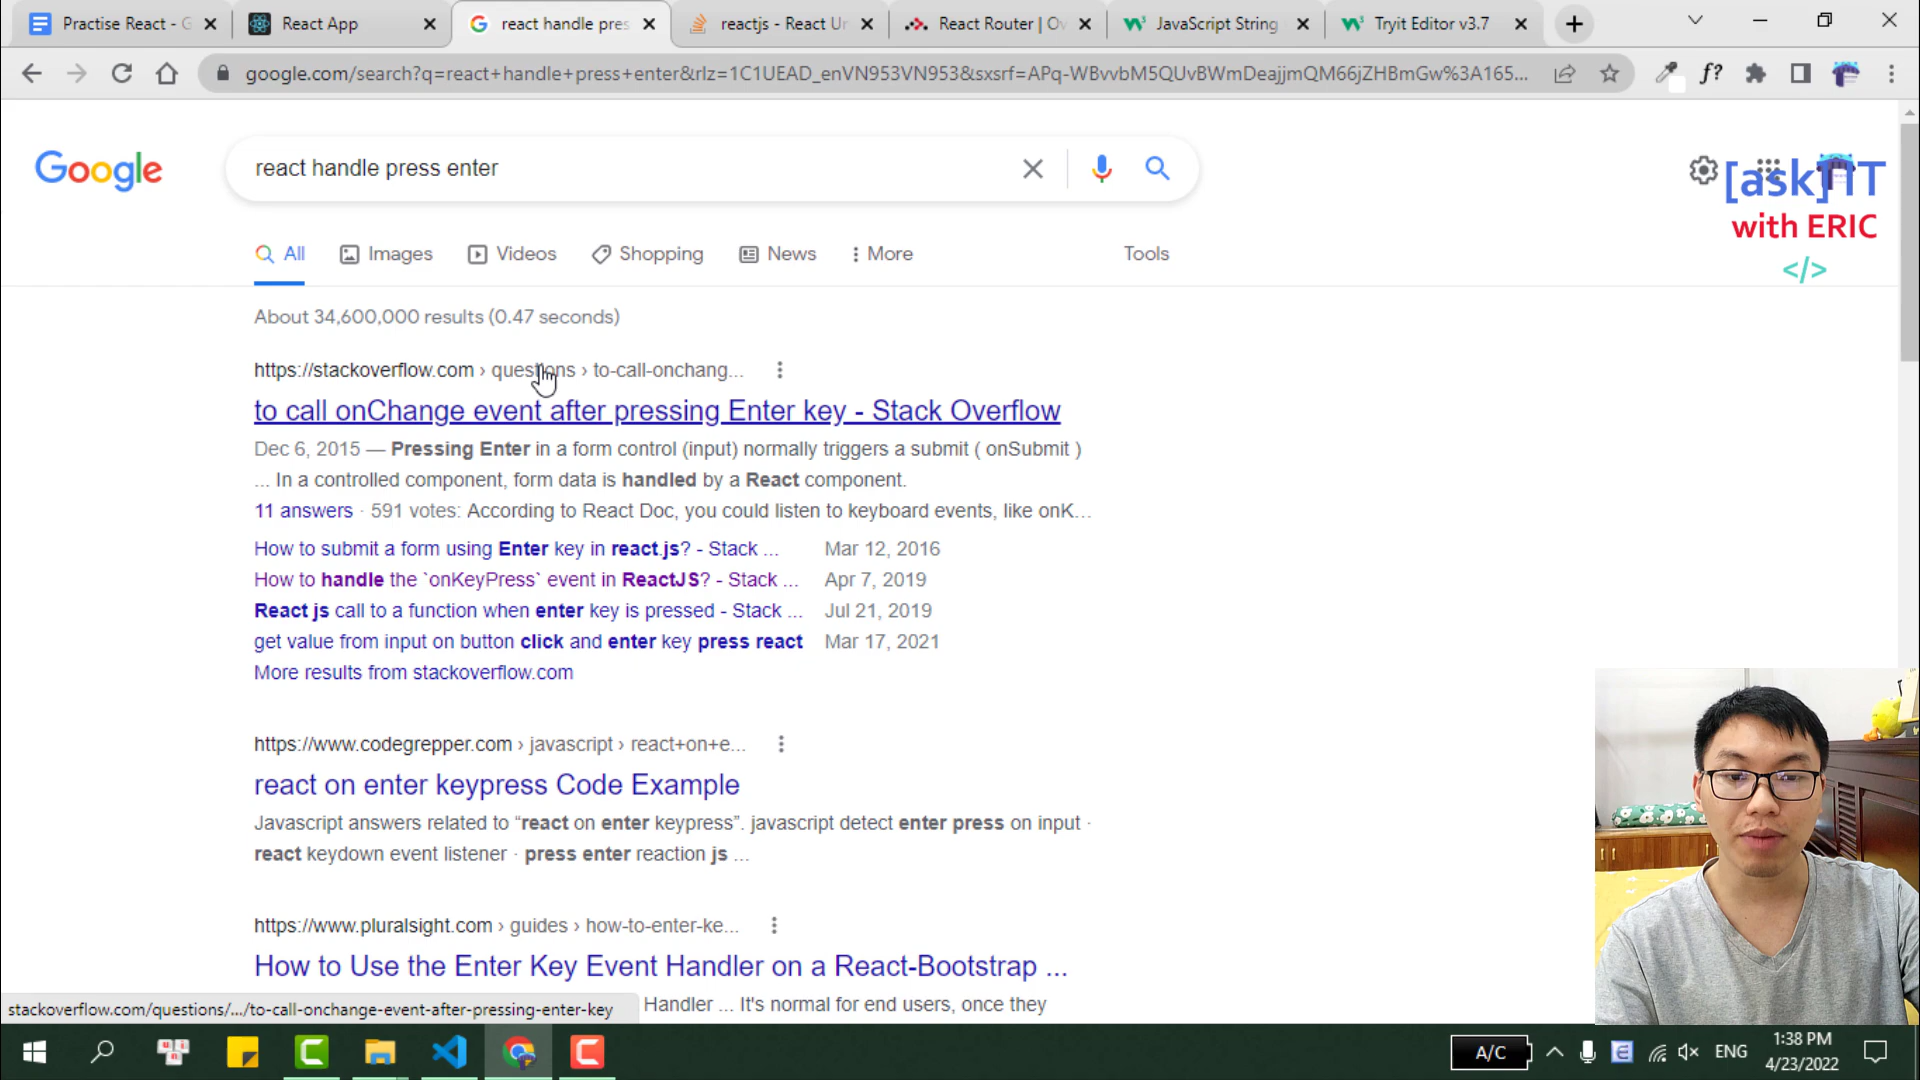 Practise React - G
React App
react handle pres
reactjs - React Ur
React Router | Ov
JavaScript String
Tryit Editor v3.7
google.com/search?q=react+handle+press+enter&rlz=1C1UEAD_enVN953VN953&sxsrf=APq-WBvvbM5QUvBWmDeajjmQM66jZHBmGw%3A165...
f?
Google
react handle press enter
[ask] IT
with ERIC
</>
All
Images
Videos
Shopping
News
More
Tools
About 34,600,000 results (0.47 seconds)
https://stackoverflow.com › questions › to-call-onchang...
to call onChange event after pressing Enter key - Stack Overflow
Dec 6, 2015 — Pressing Enter in a form control (input) normally triggers a submit ( onSubmit )
... In a controlled component, form data is handled by a React component.
11 answers · 591 votes: According to React Doc, you could listen to keyboard events, like onK...
How to submit a form using Enter key in react.js? - Stack ... Mar 12, 2016
How to handle the `onKeyPress` event in ReactJS? - Stack ... Apr 7, 2019
React js call to a function when enter key is pressed - Stack ... Jul 21, 2019
get value from input on button click and enter key press react Mar 17, 2021
More results from stackoverflow.com
https://www.codegrepper.com › javascript › react+on+e...
react on enter keypress Code Example
Javascript answers related to “react on enter keypress”. javascript detect enter press on input ·
react keydown event listener · press enter reaction js ...
https://www.pluralsight.com › guides › how-to-enter-ke...
How to Use the Enter Key Event Handler on a React-Bootstrap ...
Handler ... It's normal for end users, once they
stackoverflow.com/questions/.../to-call-onchange-event-after-pressing-enter-key
A/C
ENG
1:38 PM
4/23/2022